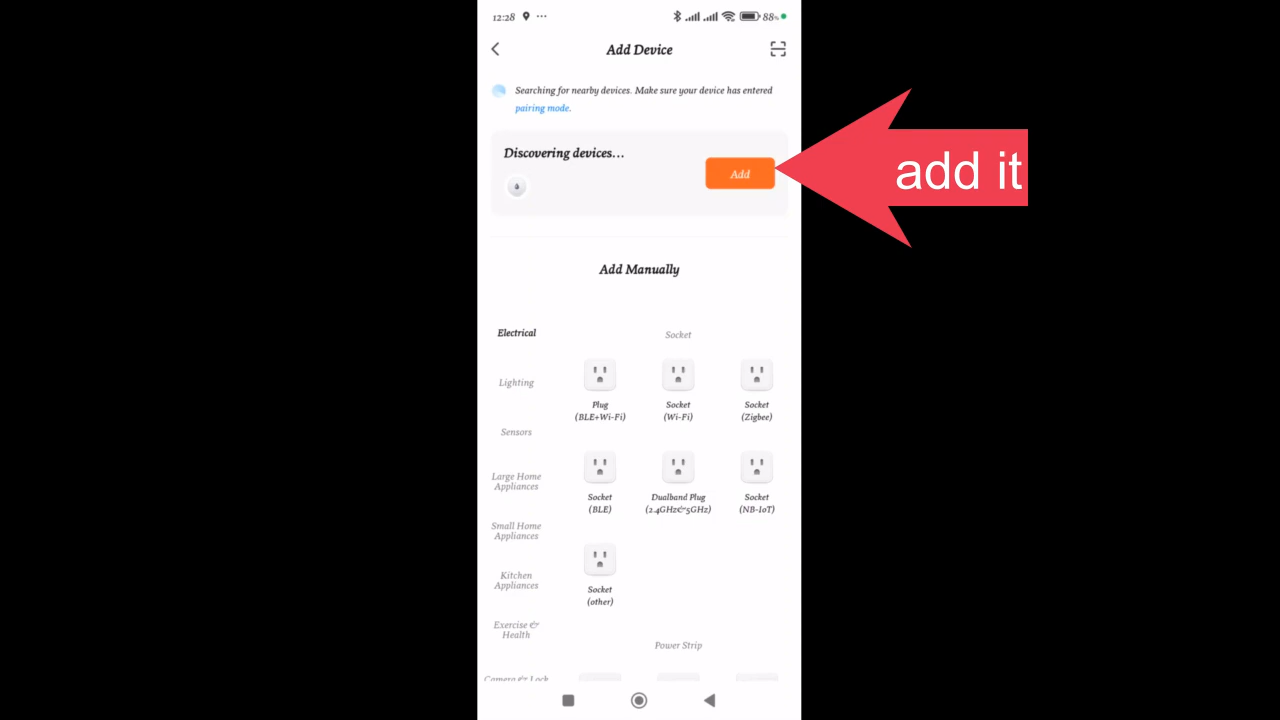 12:28
88%
Add Device
Searching for nearby devices. Make sure your device has entered
pairing mode.
Discovering devices...
Add
add it
Add Manually
Electrical
Socket
Lighting
Plug
(BLE+Wi-Fi)
Socket
(Wi-Fi)
Socket
(Zigbee)
Sensors
Large Home
Appliances
Socket
(BLE)
Dualband Plug
(2.4GHz&5GHz)
Socket
(NB-IoT)
Small Home
Appliances
Kitchen
Appliances
Socket
(other)
Exercise &
Health
Power Strip
Camera & Lock